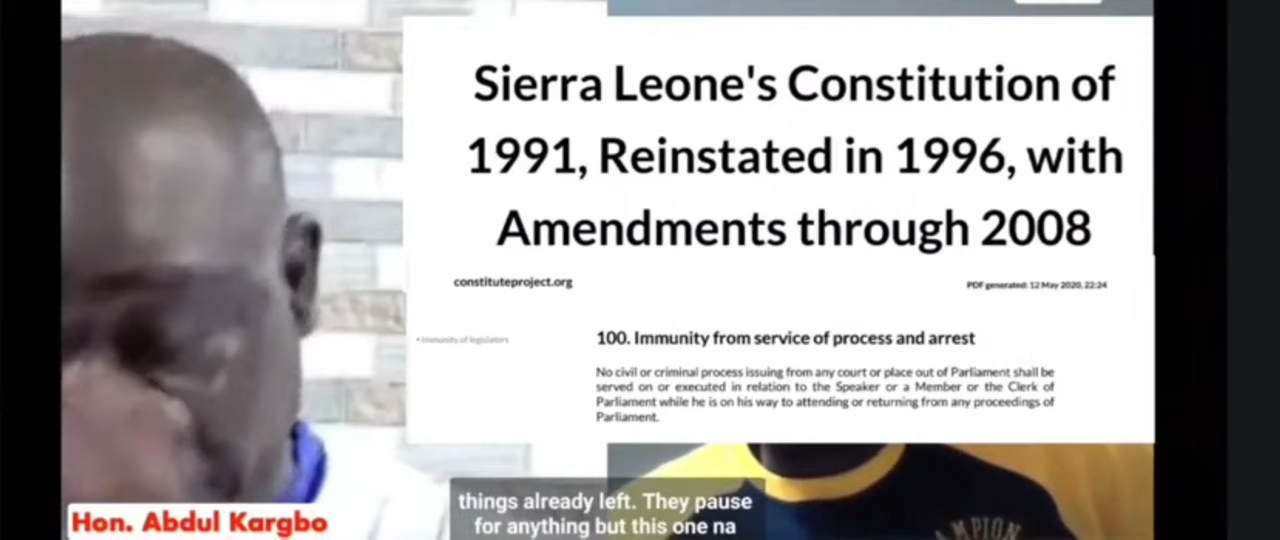 Sierra Leone's Constitution of
1991, Reinstated in 1996, with
Amendments through 2008
constituteproject.org
PDF generated: 12 May 2020, 22:24
• Immunity of legislators
100. Immunity from service of process and arrest
No civil or criminal process issuing from any court or place out of Parliament shall be
served on or executed in relation to the Speaker or a Member or the Clerk of
Parliament while he is on his way to attending or returning from any proceedings of
Parliament.
things already left. They pause
for anything but this one na
Hon. Abdul Kargbo